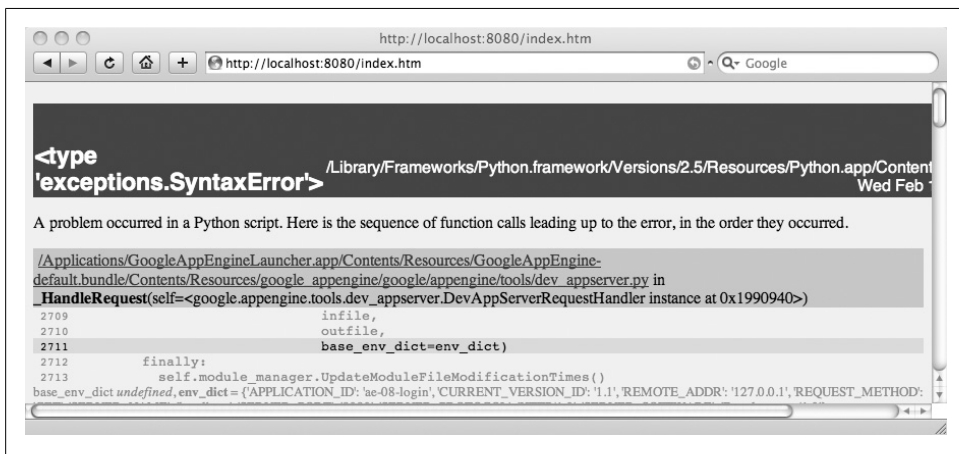 http://localhost:8080/index.htm
http://localhost:8080/index.htm
Google
<type
'exceptions.SyntaxError'>
/Library/Frameworks/Python.framework/Versions/2.5/Resources/Python.app/Content
Wed Feb
A problem occurred in a Python script. Here is the sequence of function calls leading up to the error, in the order they occurred.
/Applications/GoogleAppEngineLauncher.app/Contents/Resources/GoogleAppEngine-
default.bundle/Contents/Resources/google_appengine/google/appengine/tools/dev_appserver.py in
_HandleRequest(self=<google.appengine.tools.dev_appserver.DevAppServerRequestHandler instance at 0x1990940>)
2709 infile,
2710 outfile,
2711 base_env_dict=env_dict)
2712 finally:
2713 self.module_manager.UpdateModuleFileModificationTimes()
base_env_dict undefined, env_dict = {'APPLICATION_ID': 'ae-08-login', 'CURRENT_VERSION_ID': '1.1', 'REMOTE_ADDR': '127.0.0.1', 'REQUEST_METHOD':